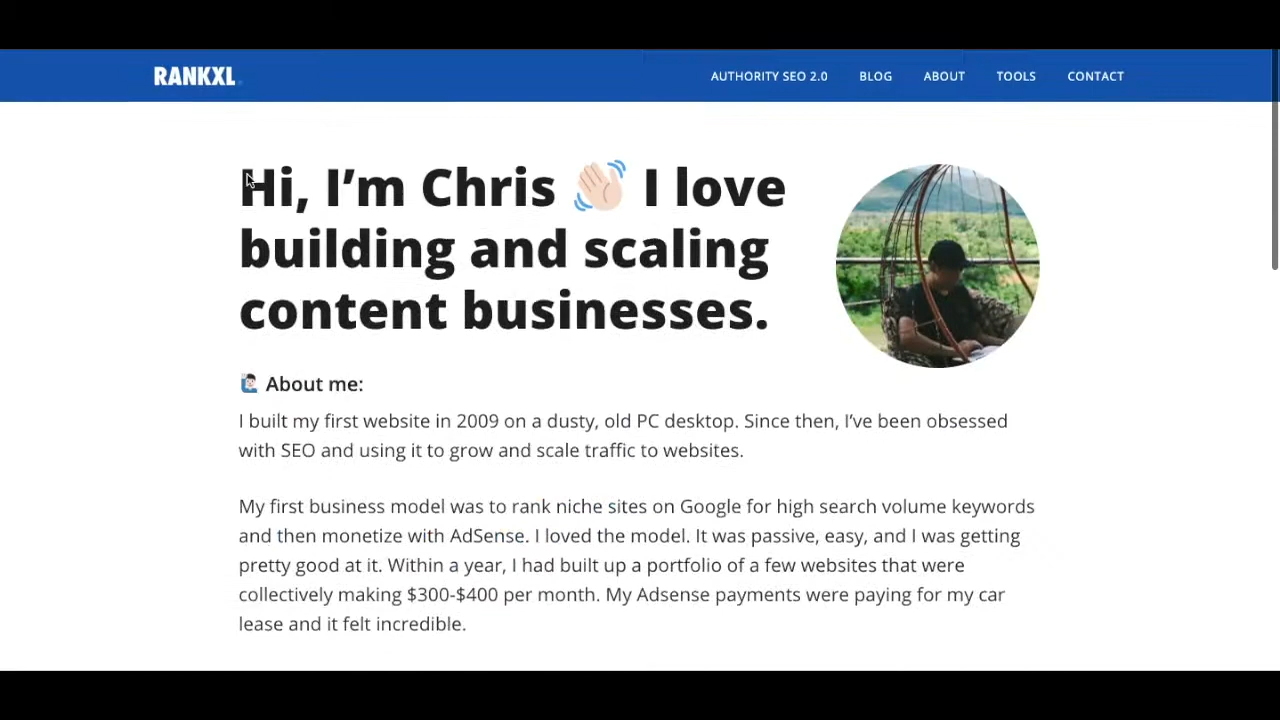 RANKXL
AUTHORITY SEO 2.0 BLOG ABOUT TOOLS CONTACT
Hi, I’m Chris 👋🏻 I love
building and scaling
content businesses.
🙋🏻‍♂️ About me:
I built my first website in 2009 on a dusty, old PC desktop. Since then, I’ve been obsessed
with SEO and using it to grow and scale traffic to websites.
My first business model was to rank niche sites on Google for high search volume keywords
and then monetize with AdSense. I loved the model. It was passive, easy, and I was getting
pretty good at it. Within a year, I had built up a portfolio of a few websites that were
collectively making $300-$400 per month. My Adsense payments were paying for my car
lease and it felt incredible.